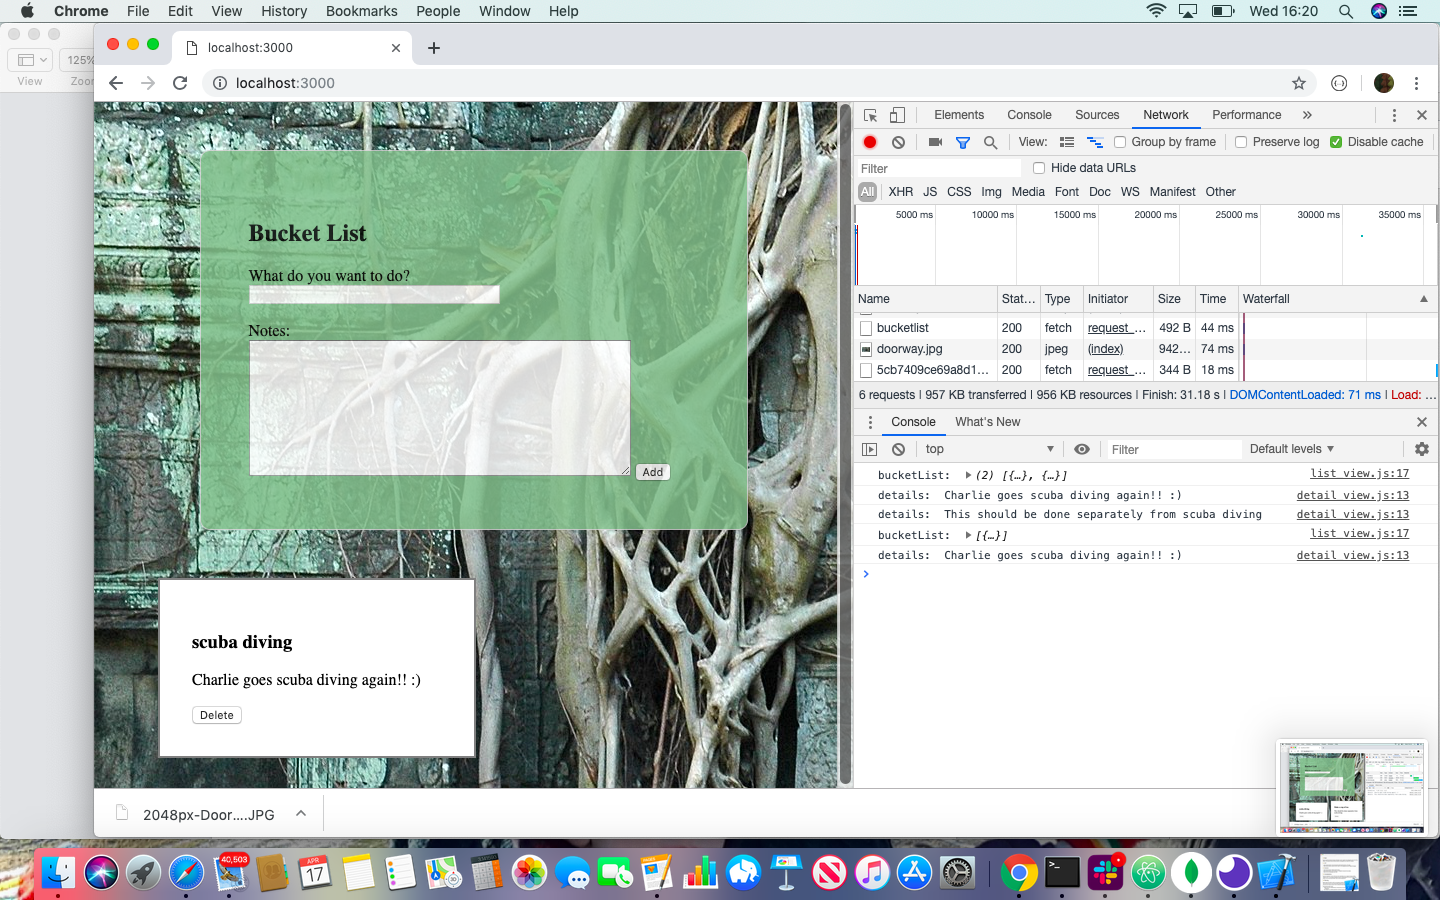 Chrome File Edit View History Bookmarks People Window Help Wed 16:20
125%
View Zoo
localhost:3000
localhost:3000
Elements Console Sources Network Performance »
View: Group by frame Preserve log Disable cache
Filter Hide data URLs
All XHR JS CSS Img Media Font Doc WS Manifest Other
5000 ms 10000 ms 15000 ms 20000 ms 25000 ms 30000 ms 35000 ms
Name Stat... Type Initiator Size Time Waterfall
bucketlist 200 fetch request_... 492 B 44 ms
doorway.jpg 200 jpeg (index) 942... 74 ms
5cb7409ce69a8d1... 200 fetch request_... 344 B 18 ms
6 requests | 957 KB transferred | 956 KB resources | Finish: 31.18 s | DOMContentLoaded: 71 ms | Load: ...
Console What's New
top Filter Default levels
bucketList: (2) [{…}, {…}] list_view.js:17
details: Charlie goes scuba diving again!! :) detail_view.js:13
details: This should be done separately from scuba diving detail_view.js:13
bucketList: [{…}] list_view.js:17
details: Charlie goes scuba diving again!! :) detail_view.js:13
Bucket List
What do you want to do?
Notes:
Add
scuba diving
Charlie goes scuba diving again!! :)
Delete
2048px-Door....JPG
40,503
APR
17